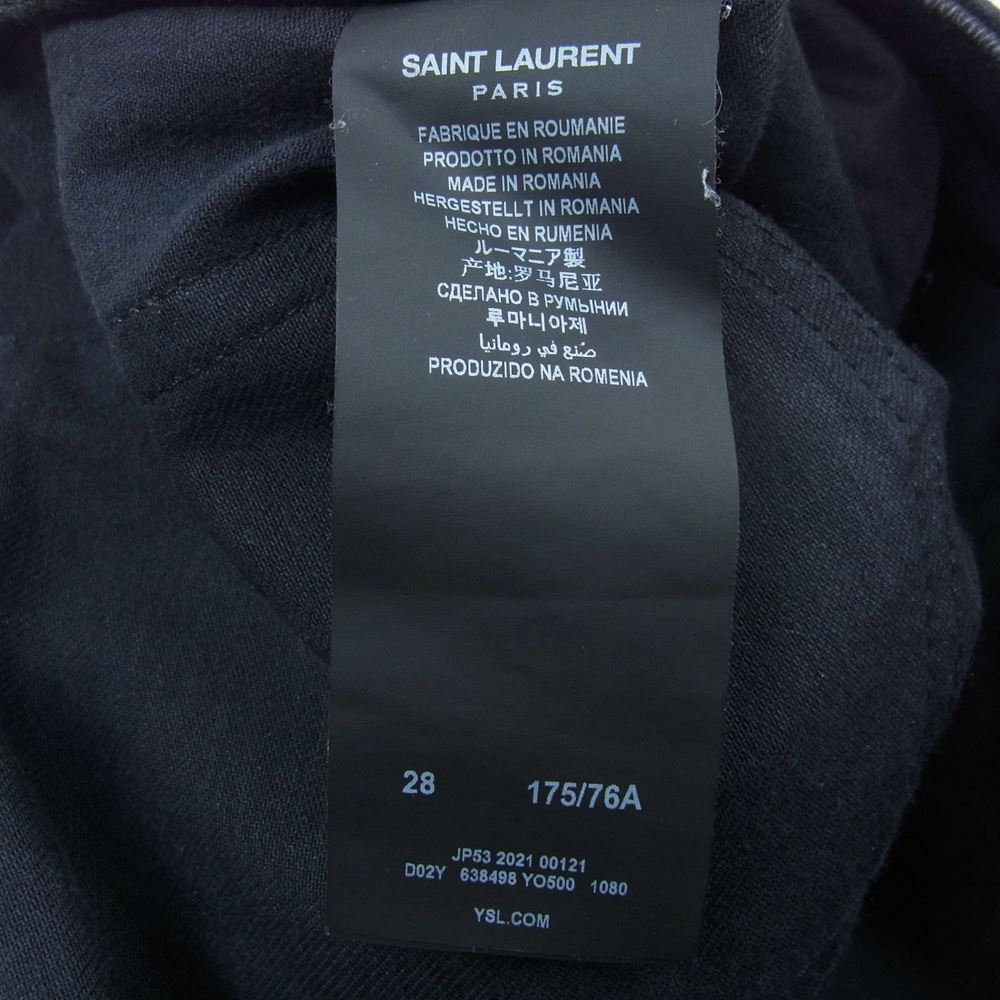 SAINT LAURENT
PARIS
FABRIQUE EN ROUMANIE
PRODOTTO IN ROMANIA
MADE IN ROMANIA
HERGESTELLT IN ROMANIA
HECHO EN RUMENIA
ルーマニア製
产地:罗马尼亚
СДЕЛАНО В РУМЫНИИ
루마니아제
صُنع في رومانيا
PRODUZIDO NA ROMENIA
28 175/76A
JP53 2021 00121
D02Y 638498 YO500 1080
YSL.COM